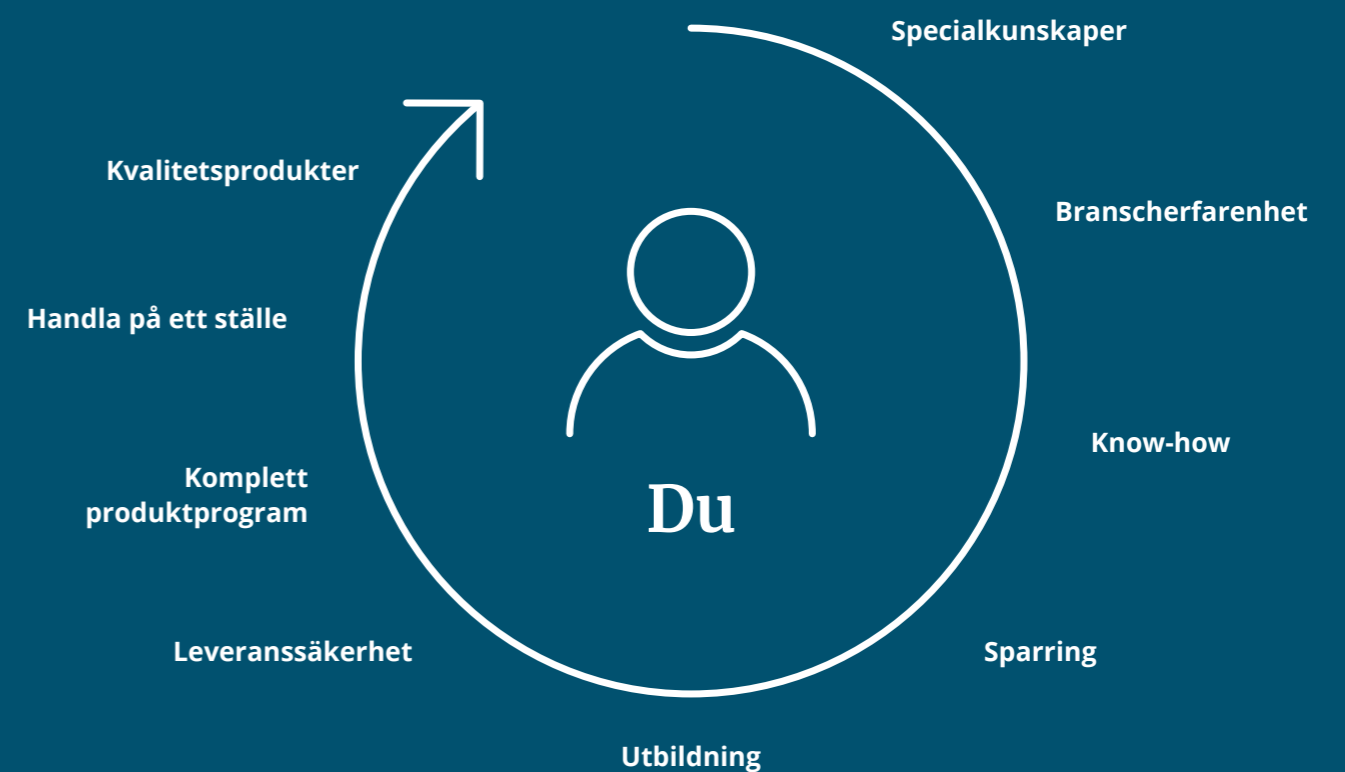 Specialkunskaper
Branscherfarenhet
Know-how
Sparring
Utbildning
Leveranssäkerhet
Komplett
produktprogram
Handla på ett ställe
Kvalitetsprodukter
Du